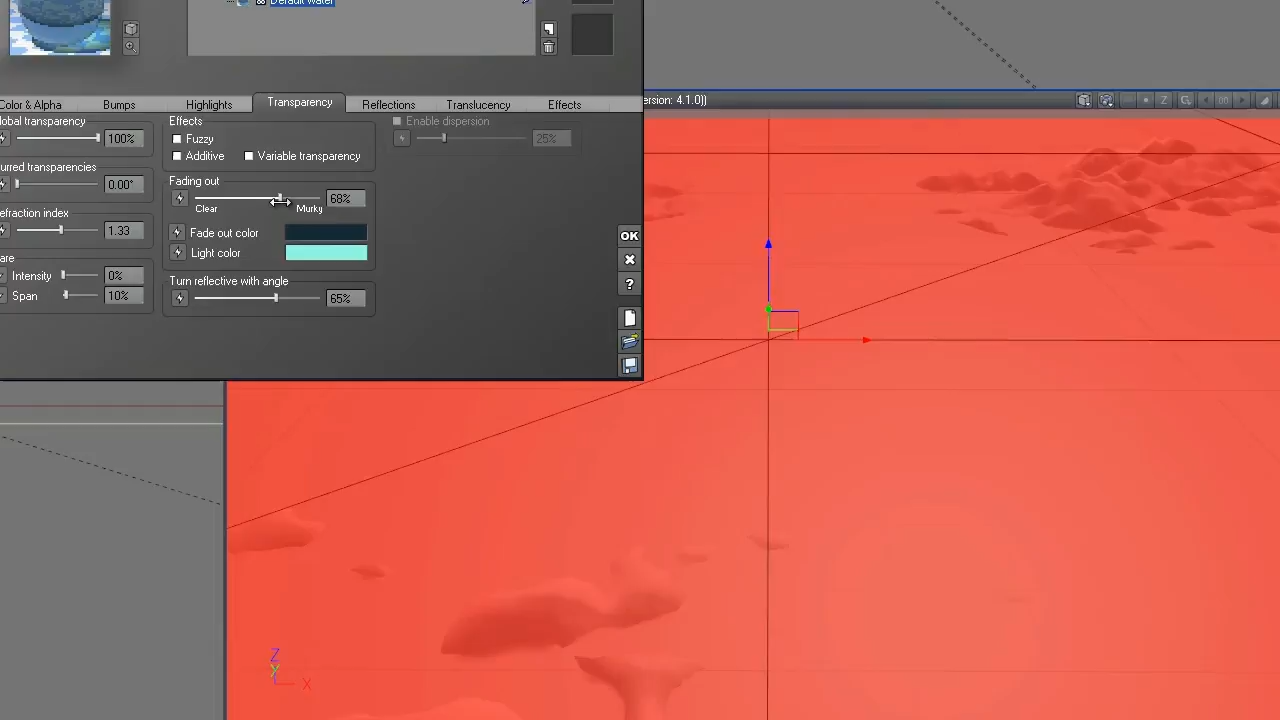 Default Water
Color & Alpha Bumps Highlights Transparency Reflections Translucency Effects
ersion: 4.1.0)) Z
lobal transparency
100%
urred transparencies
0.00°
efraction index
1.33
are
Intensity 0%
Span 10%
Effects
Fuzzy
Additive Variable transparency
Fading out
68%
Clear Murky
Fade out color
Light color
Turn reflective with angle
65%
Enable dispersion
25%
OK
?
Z
Y
X